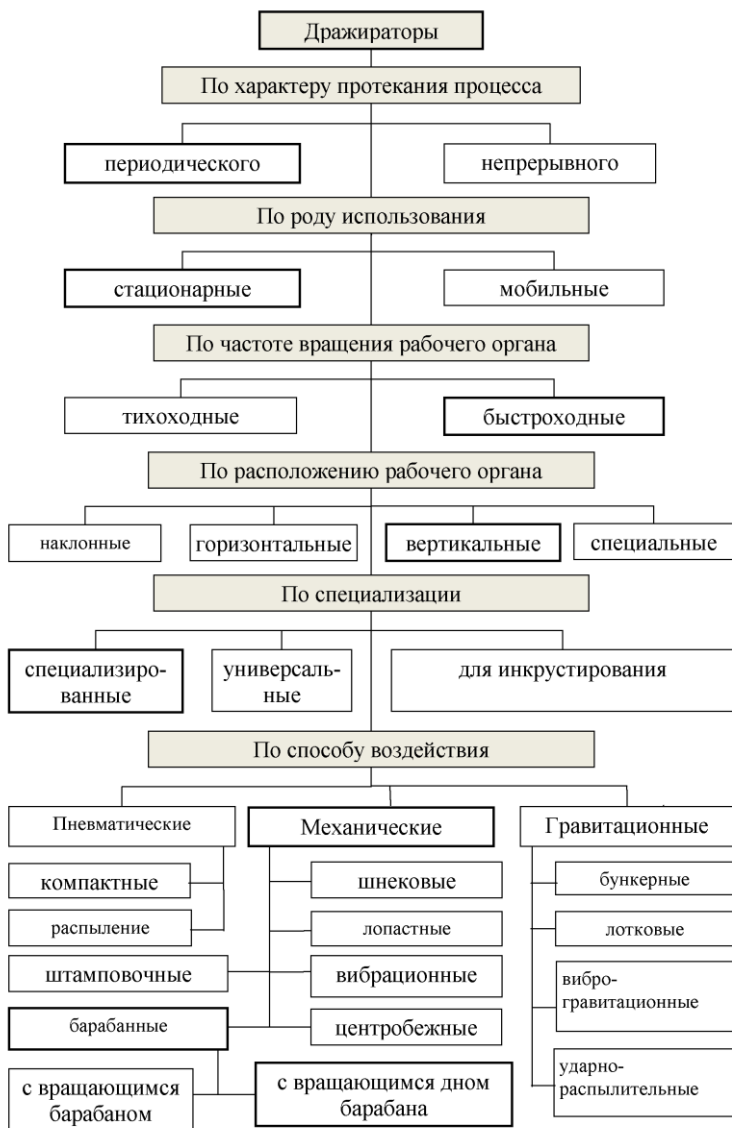 Дражираторы
По характеру протекания процесса
периодического
непрерывного
По роду использования
стационарные
мобильные
По частоте вращения рабочего органа
тихоходные
быстроходные
По расположению рабочего органа
наклонные
горизонтальные
вертикальные
специальные
По специализации
специализиро-
ванные
универсаль-
ные
для инкрустирования
По способу воздействия
Пневматические
Механические
Гравитационные
компактные
шнековые
бункерные
распыление
лопастные
лотковые
штамповочные
вибрационные
вибро-
гравитационные
барабанные
центробежные
ударно-
распылительные
с вращающимся
барабаном
с вращающимся дном
барабана